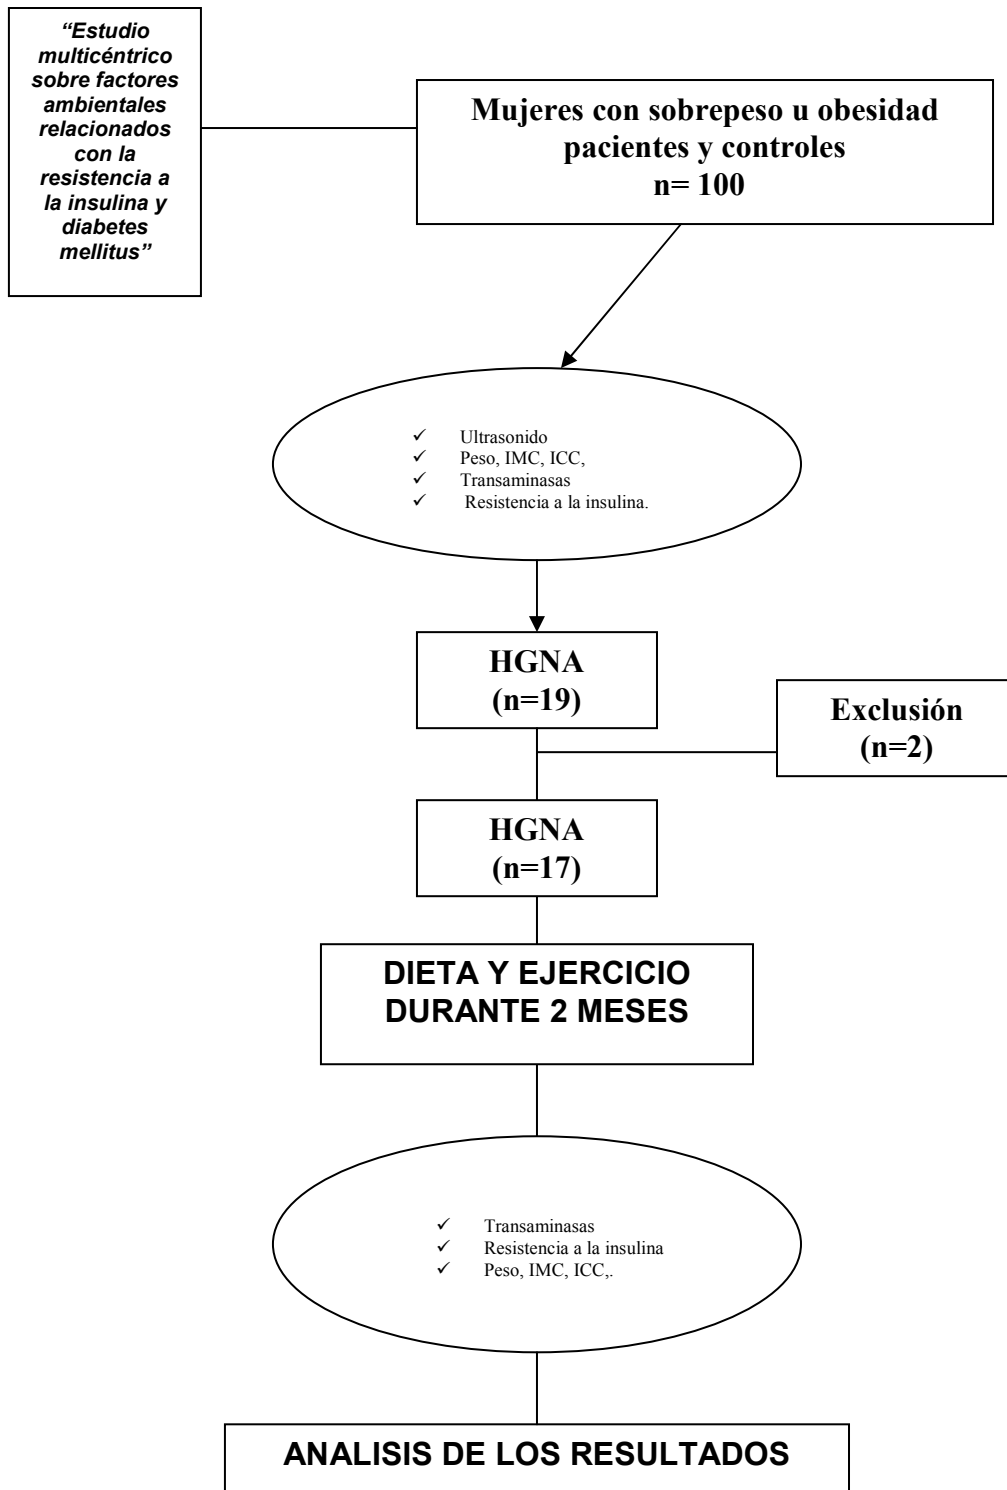 “Estudio
multicéntrico
sobre factores
ambientales
relacionados
con la
resistencia a
la insulina y
diabetes
mellitus”
Mujeres con sobrepeso u obesidad
pacientes y controles
n= 100
✓ Ultrasonido
✓ Peso, IMC, ICC,
✓ Transaminasas
✓ Resistencia a la insulina.
HGNA
(n=19)
Exclusión
(n=2)
HGNA
(n=17)
DIETA Y EJERCICIO
DURANTE 2 MESES
✓ Transaminasas
✓ Resistencia a la insulina
✓ Peso, IMC, ICC,.
ANALISIS DE LOS RESULTADOS